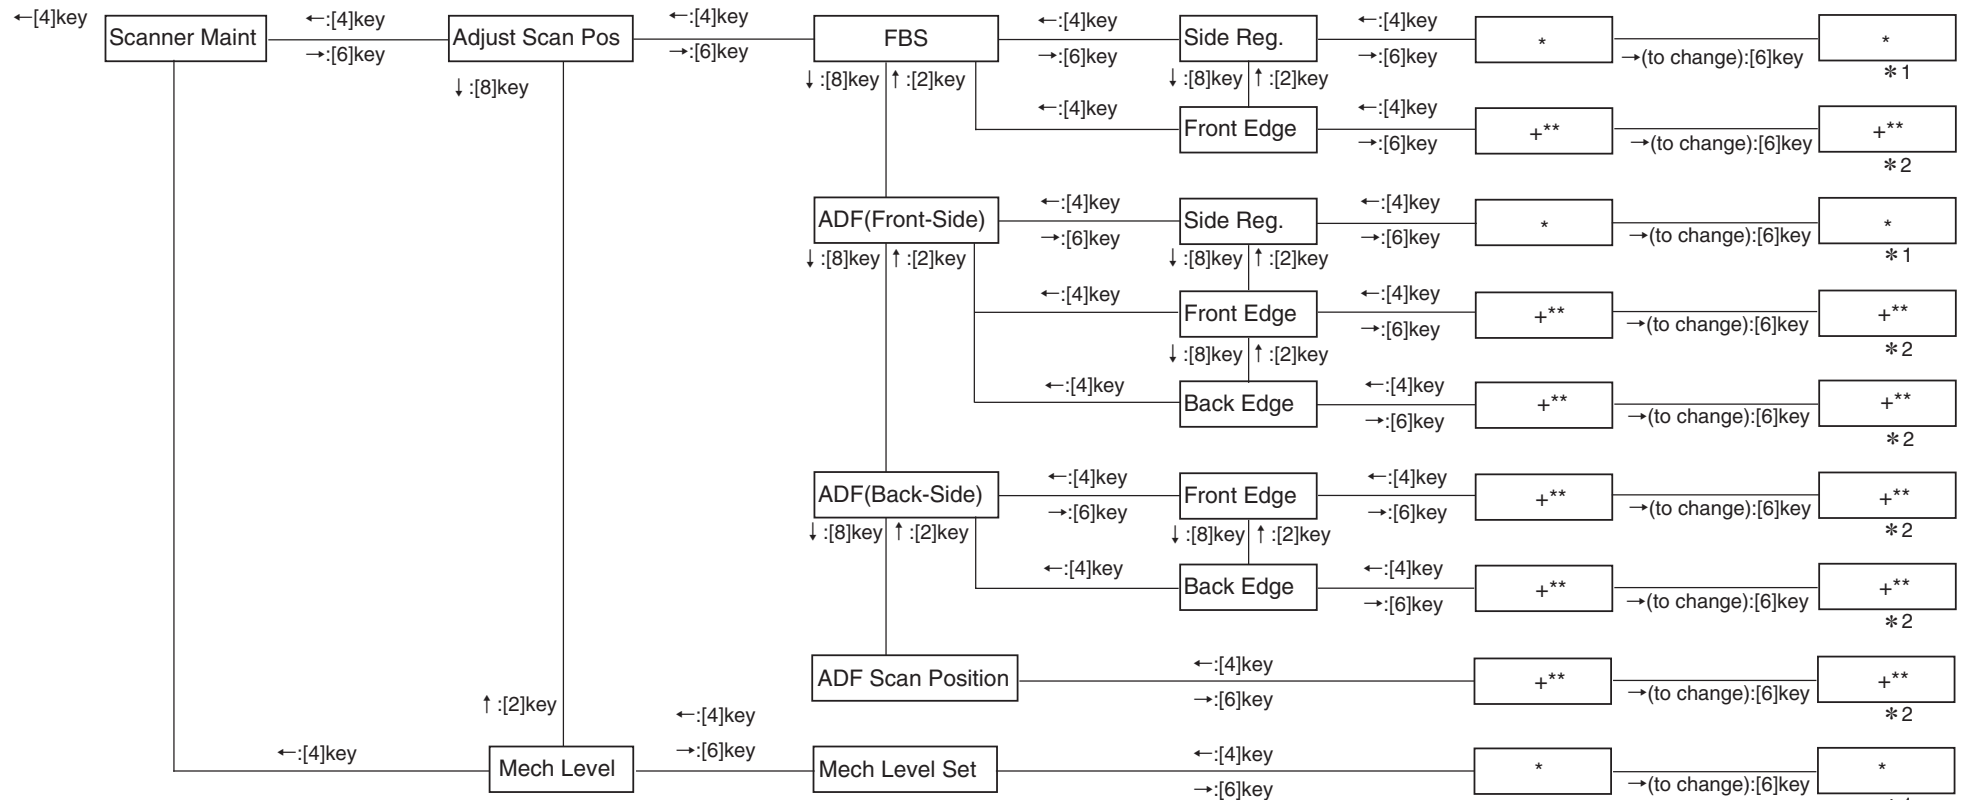 ←:[4]key ←:[4]key ←:[4]key ←:[4]key ←:[4]key
Scanner Maint Adjust Scan Pos FBS Side Reg. * *
→:[6]key →:[6]key →:[6]key →:[6]key →(to change):[6]key
*1
↓:[8]key ↓:[8]key ↑:[2]key ↓:[8]key ↑:[2]key
←:[4]key ←:[4]key
Front Edge +** +**
→:[6]key →(to change):[6]key
*2
←:[4]key ←:[4]key
ADF(Front-Side) Side Reg. * *
→:[6]key →:[6]key →(to change):[6]key
*1
↓:[8]key ↑:[2]key ↓:[8]key ↑:[2]key
←:[4]key ←:[4]key
Front Edge +** +**
→:[6]key →(to change):[6]key
*2
↓:[8]key ↑:[2]key
←:[4]key ←:[4]key
Back Edge +** +**
→:[6]key →(to change):[6]key
*2
←:[4]key ←:[4]key
ADF(Back-Side) Front Edge +** +**
→:[6]key →:[6]key →(to change):[6]key
*2
↓:[8]key ↑:[2]key ↓:[8]key ↑:[2]key
←:[4]key ←:[4]key
Back Edge +** +**
→:[6]key →(to change):[6]key
*2
←:[4]key
ADF Scan Position +** +**
→:[6]key →(to change):[6]key
*2
↑:[2]key
←:[4]key ←:[4]key ←:[4]key
Mech Level Mech Level Set * *
→:[6]key →:[6]key →(to change):[6]key